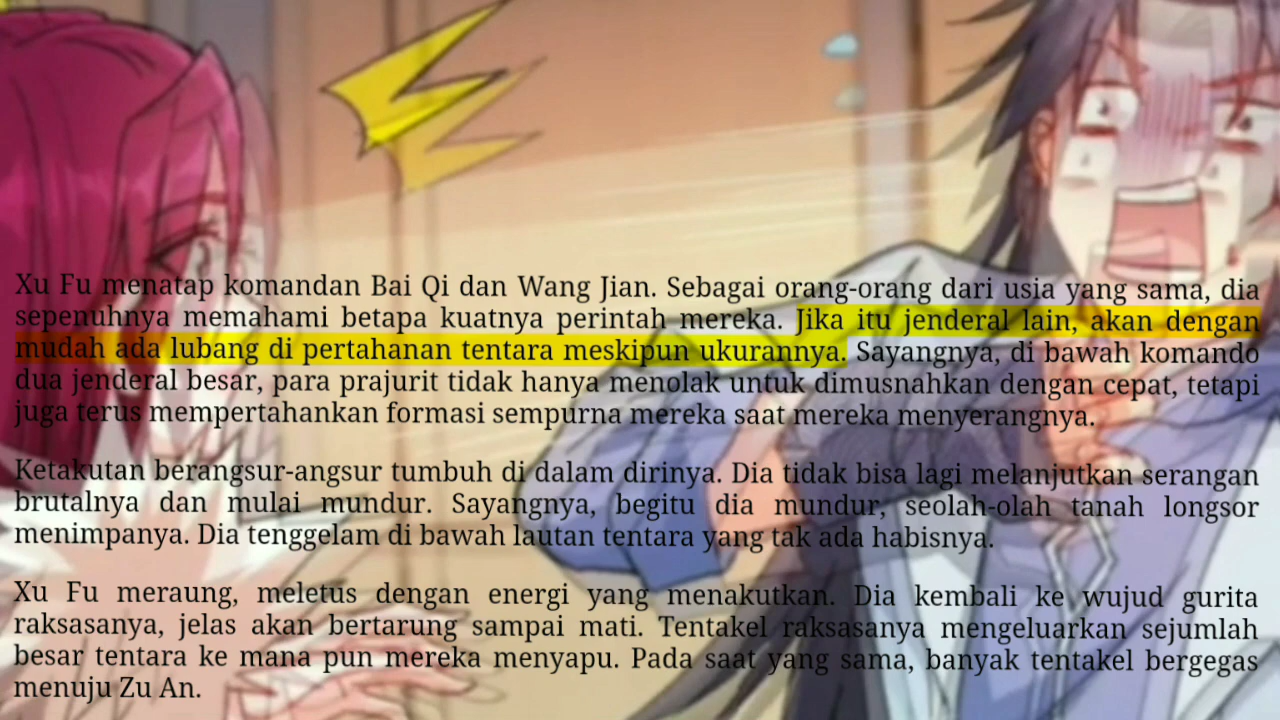 Xu Fu menatap komandan Bai Qi dan Wang Jian. Sebagai orang-orang dari usia yang sama, dia
sepenuhnya memahami betapa kuatnya perintah mereka. Jika itu jenderal lain, akan dengan
mudah ada lubang di pertahanan tentara meskipun ukurannya. Sayangnya, di bawah komando
dua jenderal besar, para prajurit tidak hanya menolak untuk dimusnahkan dengan cepat, tetapi
juga terus mempertahankan formasi sempurna mereka saat mereka menyerangnya.
Ketakutan berangsur-angsur tumbuh di dalam dirinya. Dia tidak bisa lagi melanjutkan serangan
brutalnya dan mulai mundur. Sayangnya, begitu dia mundur, seolah-olah tanah longsor
menimpanya. Dia tenggelam di bawah lautan tentara yang tak ada habisnya.
Xu Fu meraung, meletus dengan energi yang menakutkan. Dia kembali ke wujud gurita
raksasanya, jelas akan bertarung sampai mati. Tentakel raksasanya mengeluarkan sejumlah
besar tentara ke mana pun mereka menyapu. Pada saat yang sama, banyak tentakel bergegas
menuju Zu An.